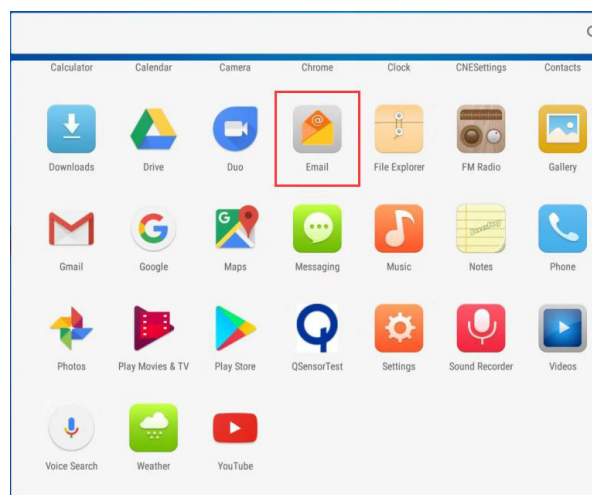 Calculator Calendar Camera Chrome Clock CNESettings Contacts
Downloads Drive Duo Email File Explorer FM Radio Gallery
Gmail Google Maps Messaging Music Notes Phone
Photos Play Movies & TV Play Store QSensorTest Settings Sound Recorder Videos
Voice Search Weather YouTube